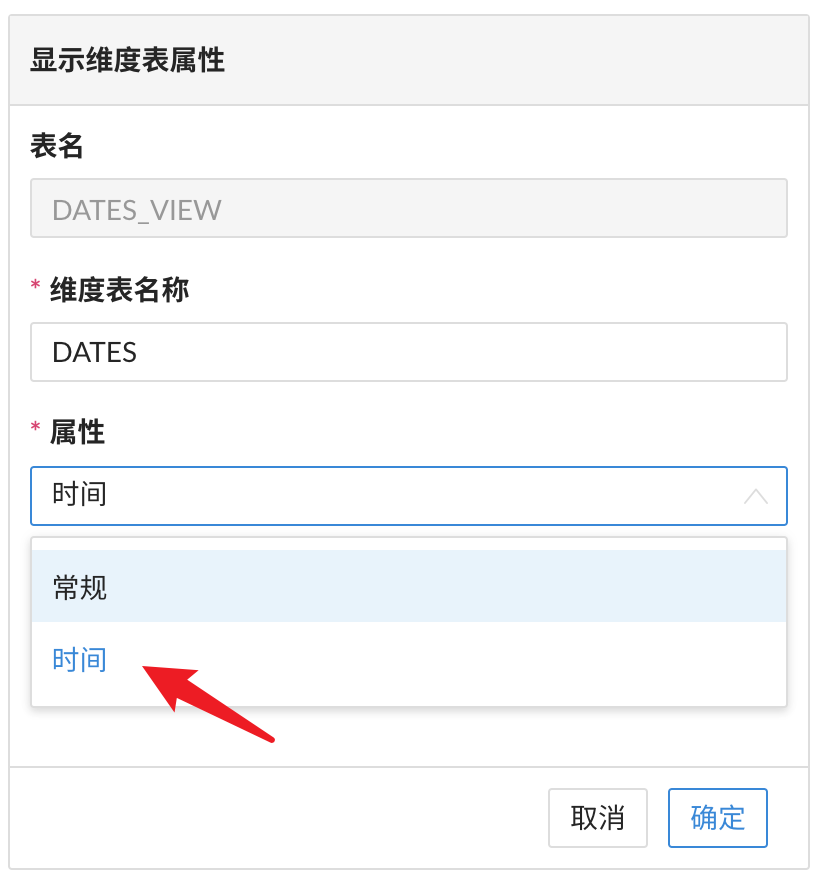 显示维度表属性
表名
DATES_VIEW
* 维度表名称
DATES
* 属性
时间
常规
时间
取消 确定